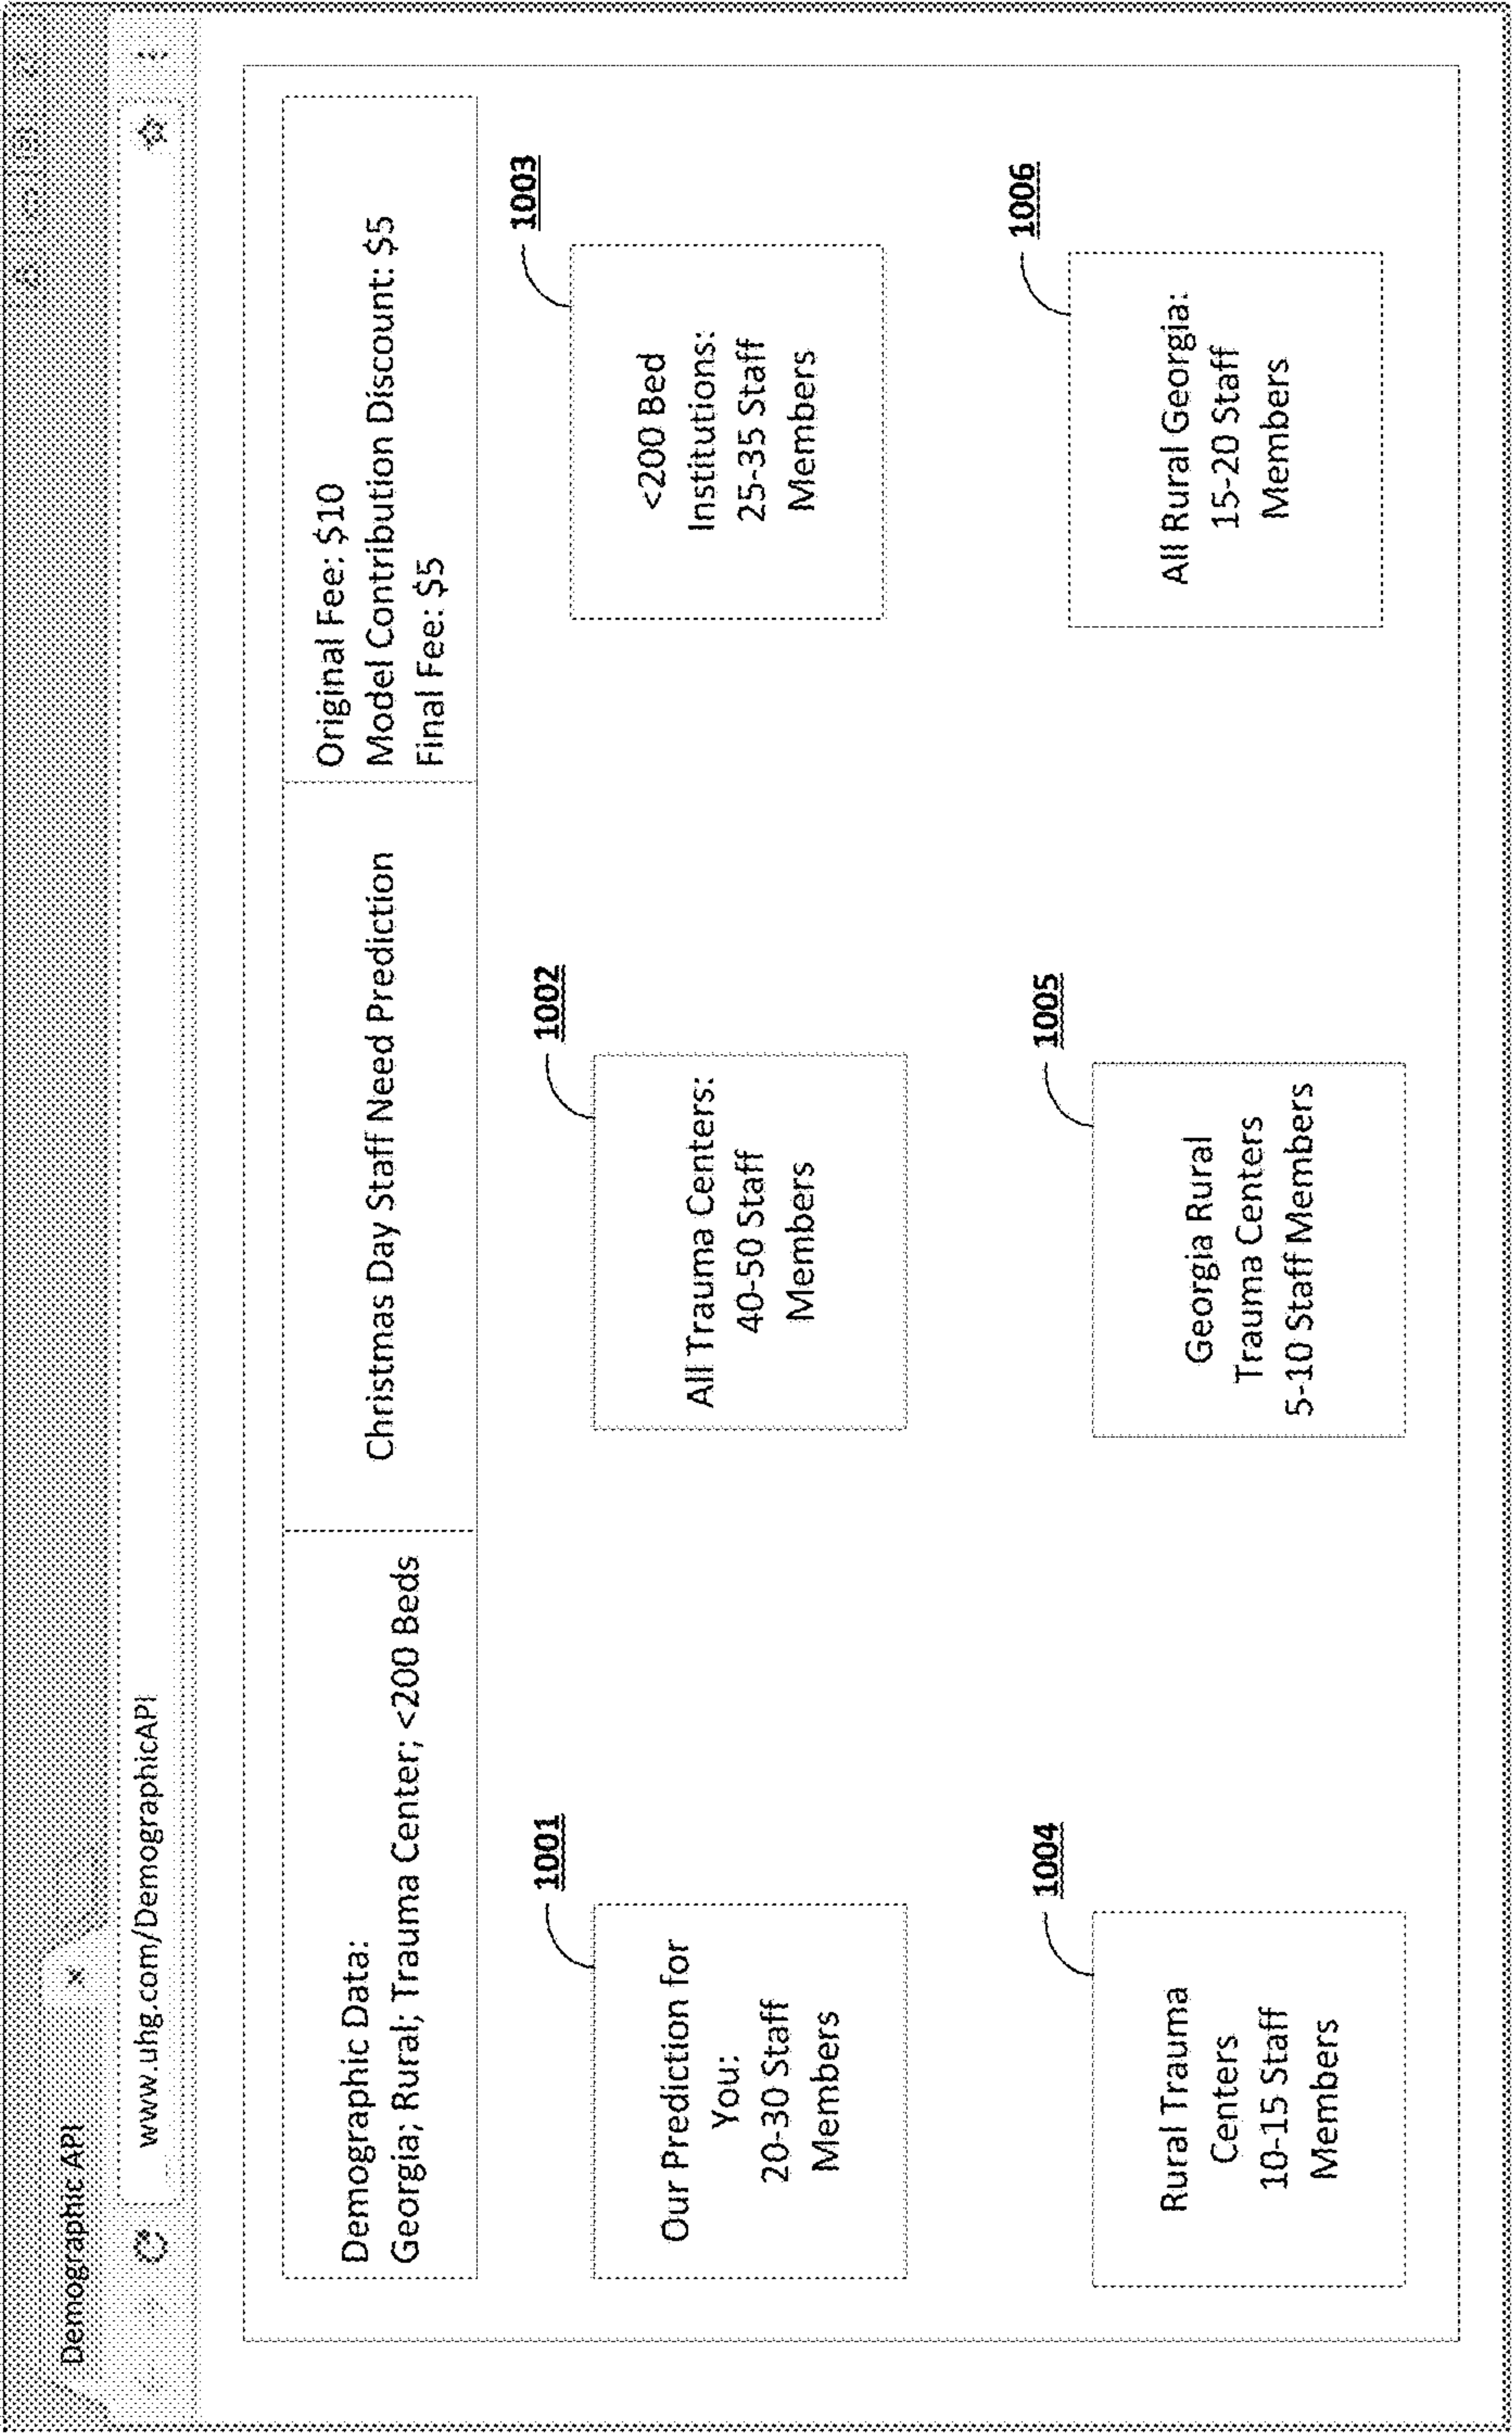 Demographic API
www.uhg.com/DemographicAPI
Demographic Data:
Georgia; Rural; Trauma Center; <200 Beds
Christmas Day Staff Need Prediction
Original Fee: $10
Model Contribution Discount: $5
Final Fee: $5
1001
Our Prediction for
You:
20-30 Staff
Members
1002
All Trauma Centers:
40-50 Staff
Members
1003
<200 Bed
Institutions:
25-35 Staff
Members
1004
Rural Trauma
Centers
10-15 Staff
Members
1005
Georgia Rural
Trauma Centers
5-10 Staff Members
1006
All Rural Georgia:
15-20 Staff
Members